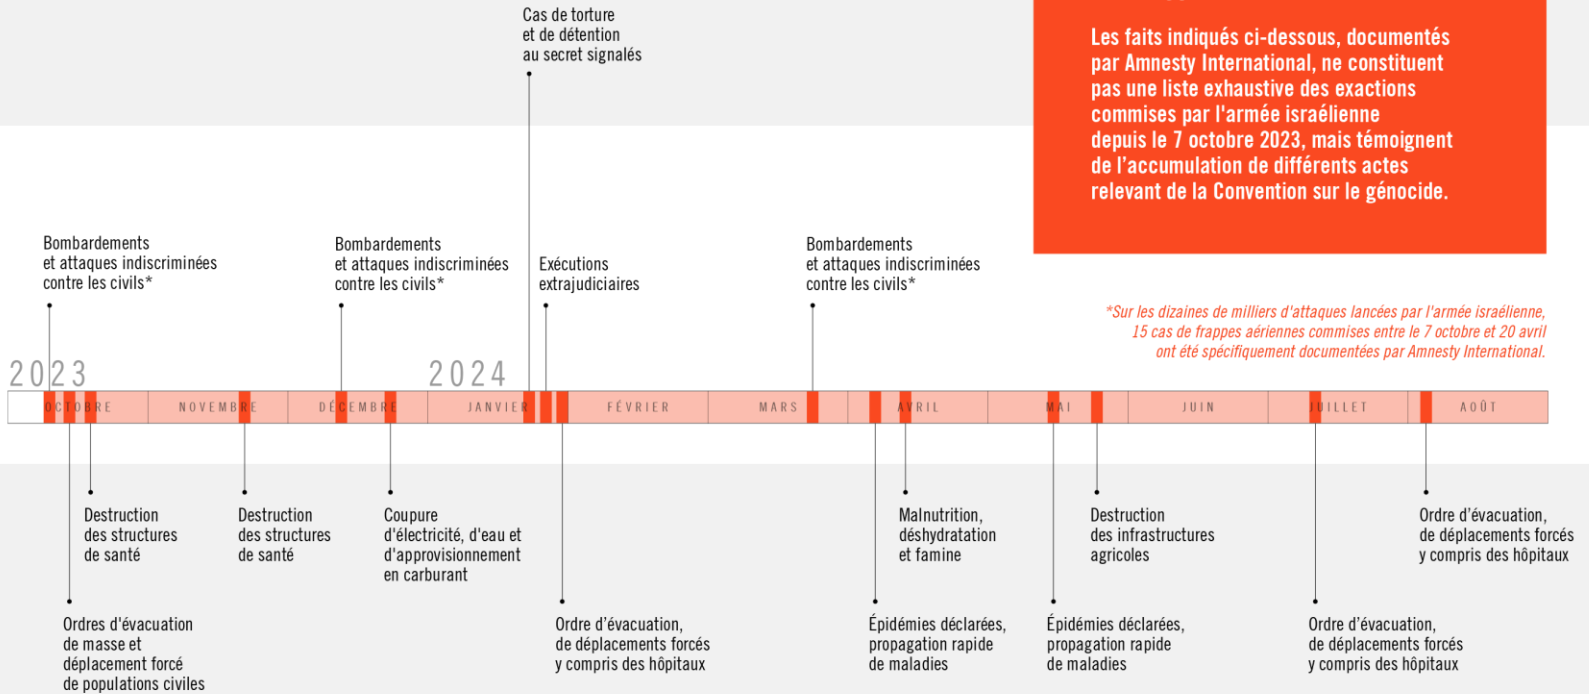 Cas de torture
et de détention
au secret signalés
Les faits indiqués ci-dessous, documentés
par Amnesty International, ne constituent
pas une liste exhaustive des exactions
commises par l'armée israélienne
depuis le 7 octobre 2023, mais témoignent
de l'accumulation de différents actes
relevant de la Convention sur le génocide.
Bombardements
et attaques indiscriminées
contre les civils*
Bombardements
et attaques indiscriminées
contre les civils*
Exécutions
extrajudiciaires
Bombardements
et attaques indiscriminées
contre les civils*
*Sur les dizaines de milliers d'attaques lancées par l'armée israélienne,
15 cas de frappes aériennes commises entre le 7 octobre et 20 avril
ont été spécifiquement documentées par Amnesty International.
2023
2024
OCTOBRE
NOVEMBRE
DÉCEMBRE
JANVIER
FÉVRIER
MARS
AVRIL
MAI
JUIN
JUILLET
AOÛT
Destruction
des structures
de santé
Destruction
des structures
de santé
Coupure
d'électricité, d'eau et
d'approvisionnement
en carburant
Malnutrition,
déshydratation
et famine
Destruction
des infrastructures
agricoles
Ordre d'évacuation,
de déplacements forcés
y compris des hôpitaux
Ordres d'évacuation
de masse et
déplacement forcé
de populations civiles
Ordre d'évacuation,
de déplacements forcés
y compris des hôpitaux
Épidémies déclarées,
propagation rapide
de maladies
Épidémies déclarées,
propagation rapide
de maladies
Ordre d'évacuation,
de déplacements forcés
y compris des hôpitaux